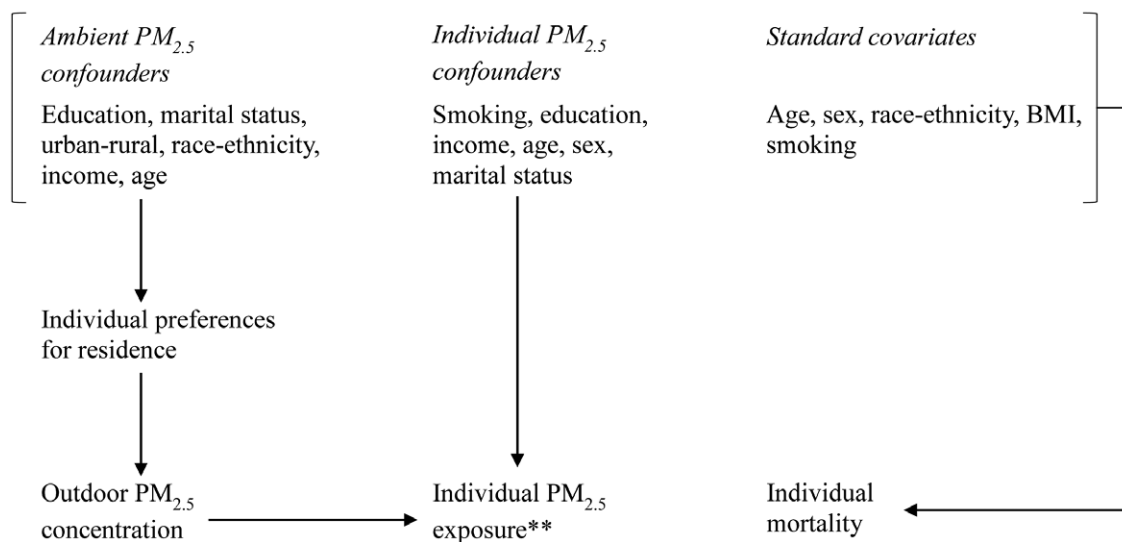 Ambient PM2.5
confounders
Education, marital status,
urban-rural, race-ethnicity,
income, age
Individual PM2.5
confounders
Smoking, education,
income, age, sex,
marital status
Standard covariates
Age, sex, race-ethnicity, BMI,
smoking
Individual preferences
for residence
Outdoor PM2.5
concentration
Individual PM2.5
exposure**
Individual
mortality